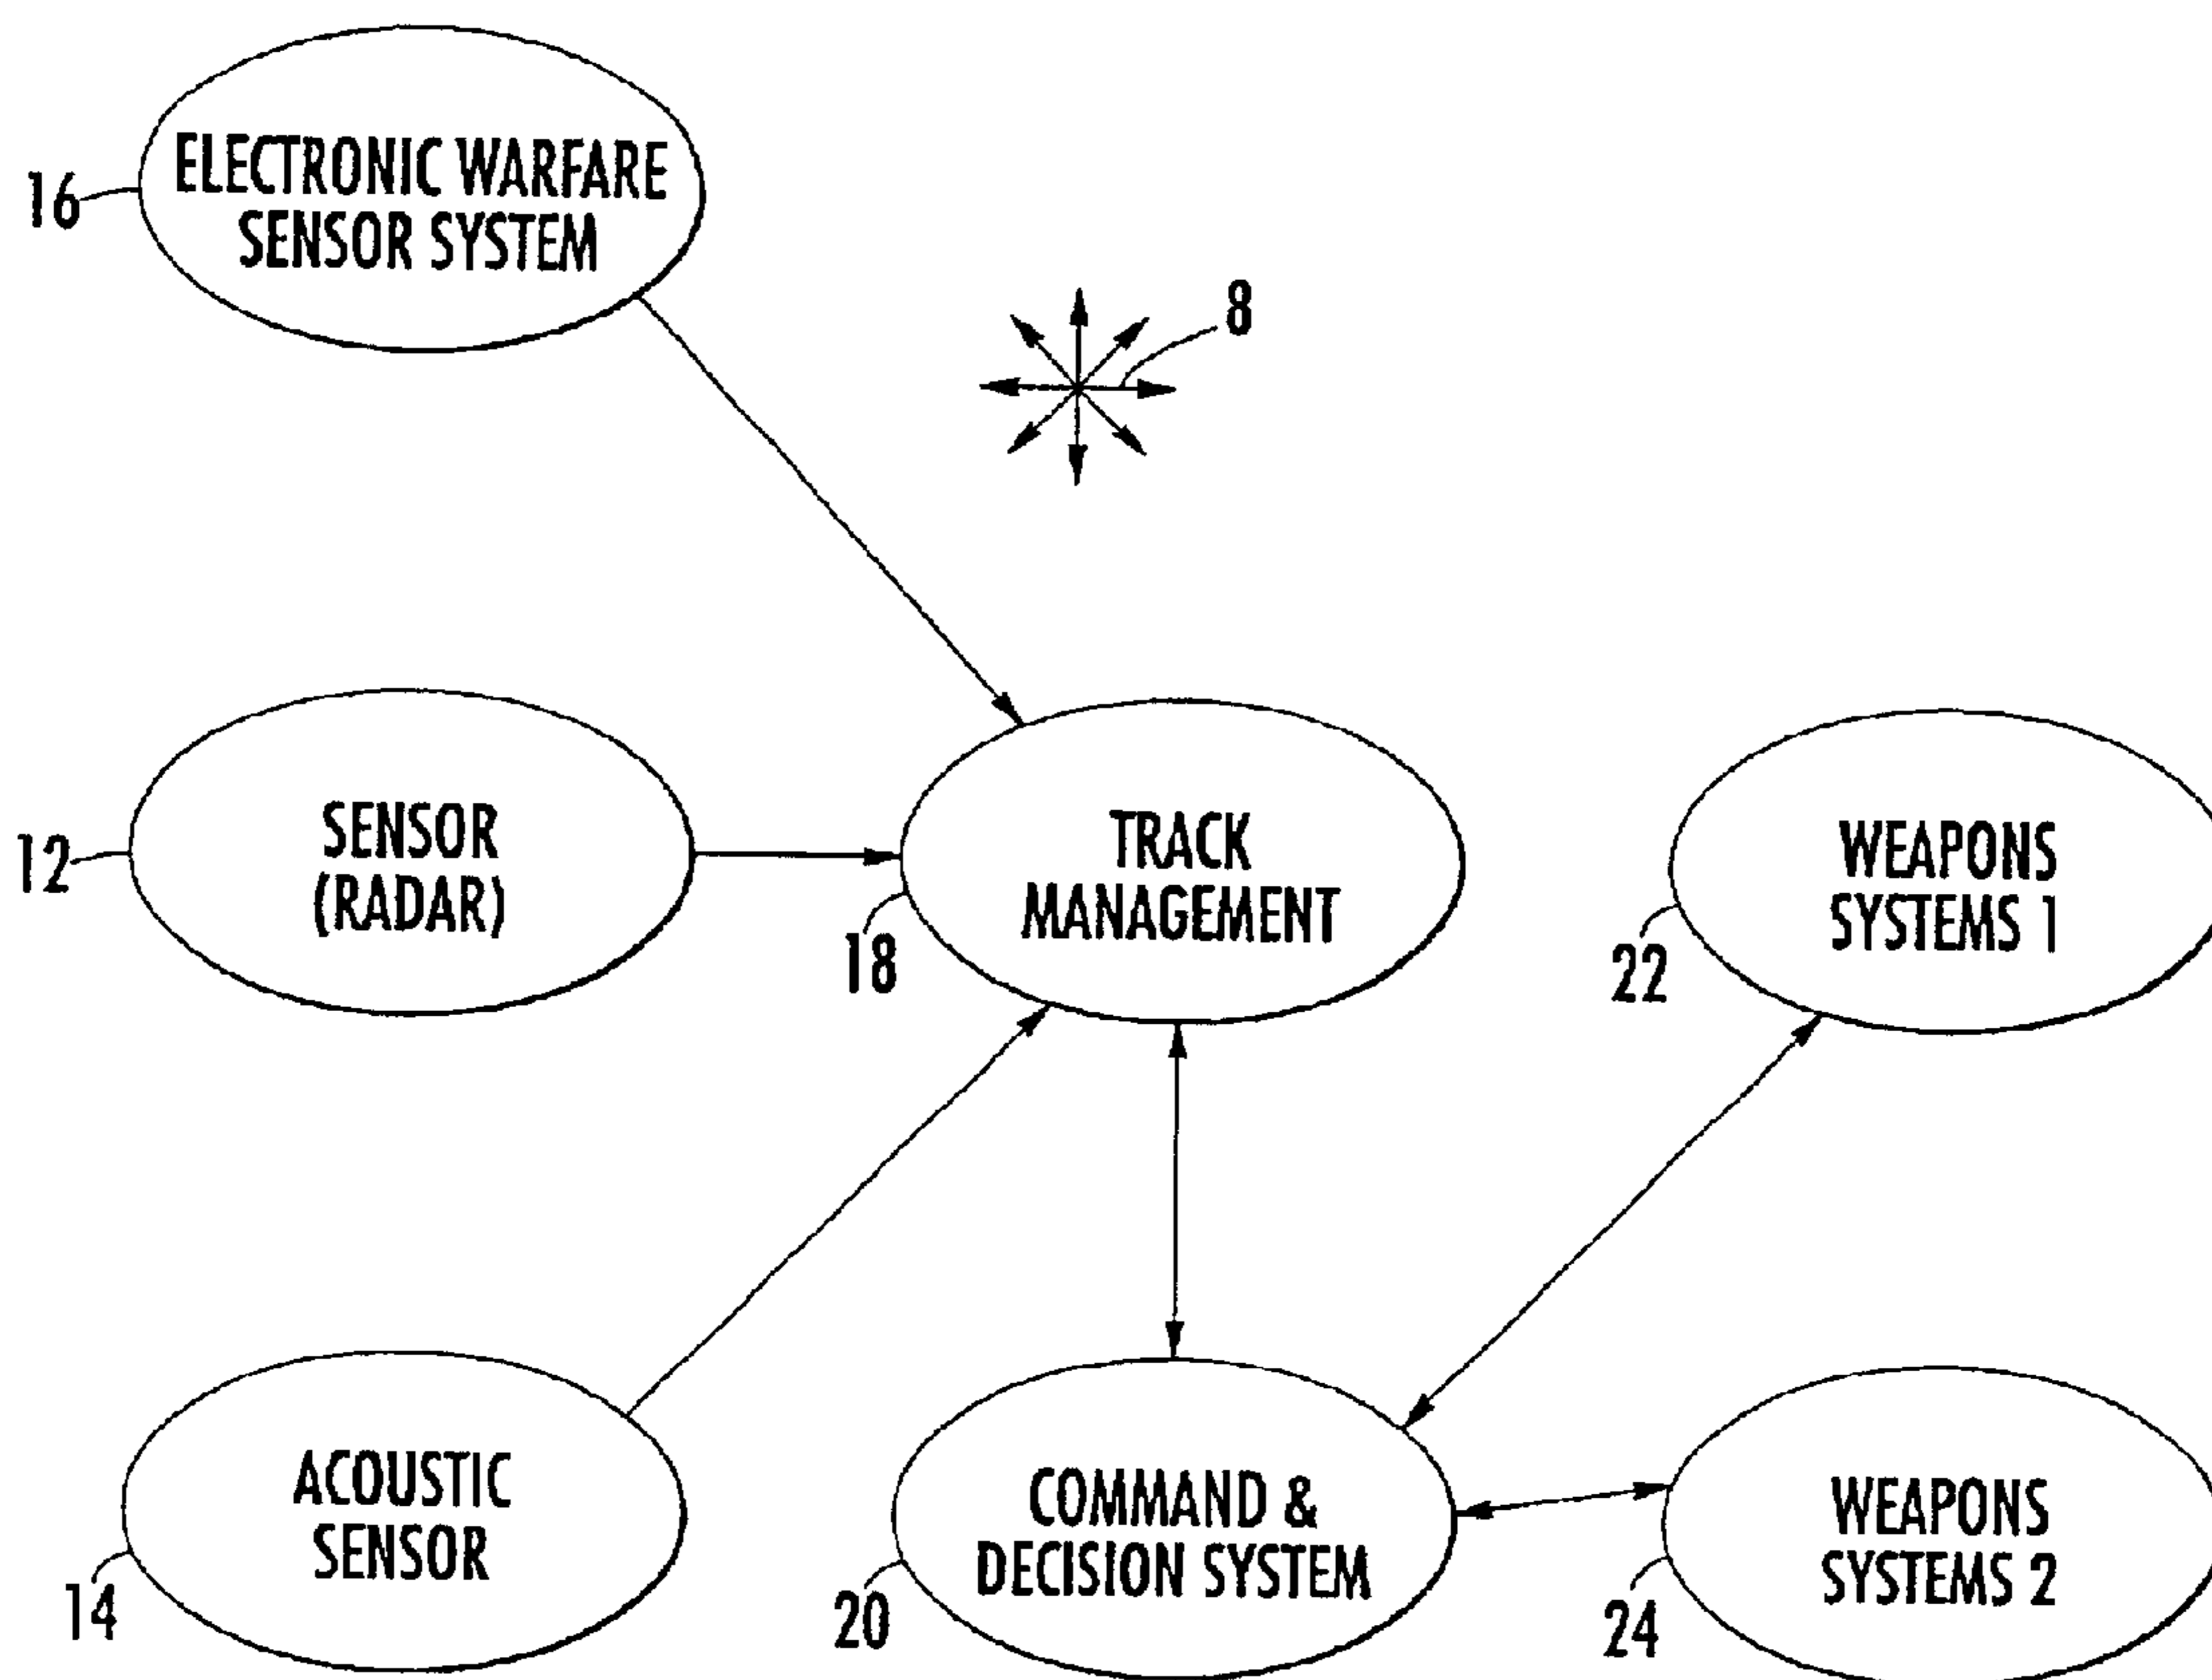 ELECTRONIC WARFARE
SENSOR SYSTEM
16
8
SENSOR
(RADAR)
12
TRACK
MANAGEMENT
18
WEAPONS
SYSTEMS 1
22
ACOUSTIC
SENSOR
14
COMMAND &
DECISION SYSTEM
20
WEAPONS
SYSTEMS 2
24